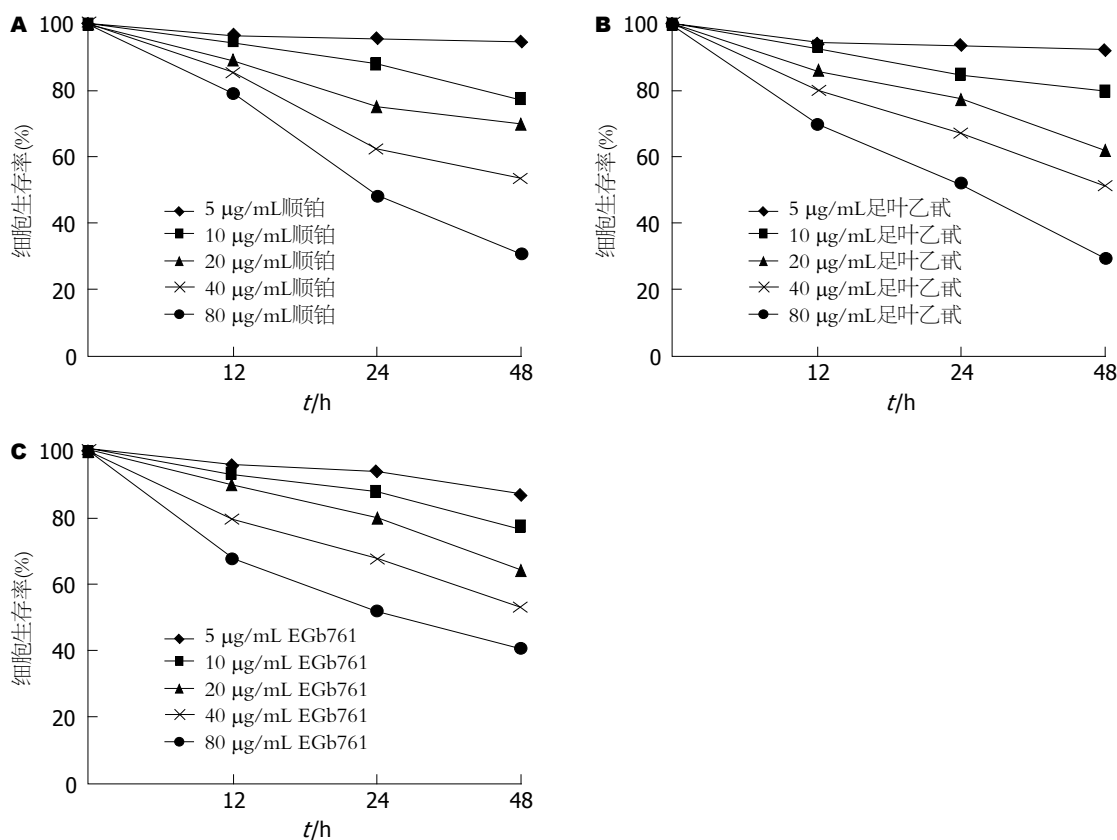 A
100
80
60
40
20
0
细胞生存率(%)
5 μg/mL顺铂
10 μg/mL顺铂
20 μg/mL顺铂
40 μg/mL顺铂
80 μg/mL顺铂
12 24 48
t/h
B
100
80
60
40
20
0
细胞生存率(%)
5 μg/mL足叶乙甙
10 μg/mL足叶乙甙
20 μg/mL足叶乙甙
40 μg/mL足叶乙甙
80 μg/mL足叶乙甙
12 24 48
t/h
C
100
80
60
40
20
0
细胞生存率(%)
5 μg/mL EGb761
10 μg/mL EGb761
20 μg/mL EGb761
40 μg/mL EGb761
80 μg/mL EGb761
12 24 48
t/h